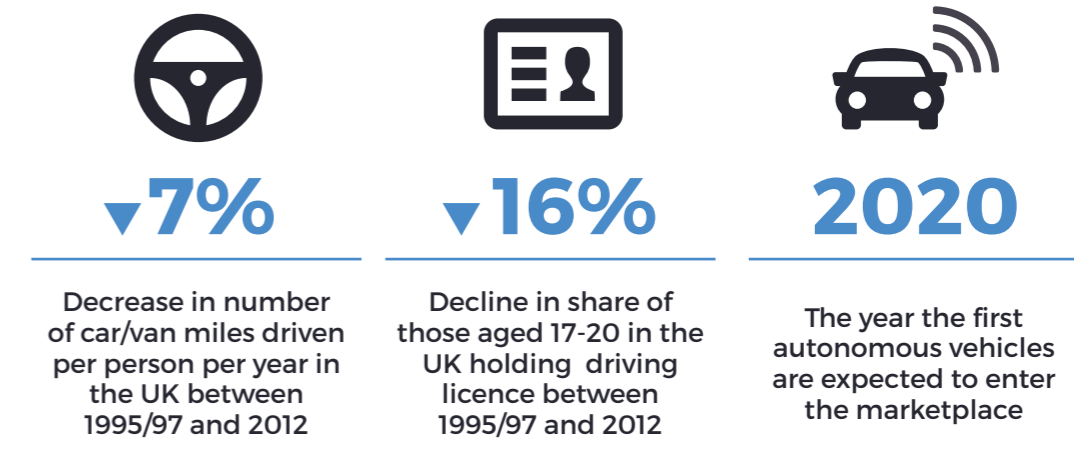 ▼7%
Decrease in number
of car/van miles driven
per person per year in
the UK between
1995/97 and 2012
▼16%
Decline in share of
those aged 17-20 in the
UK holding  driving
licence between
1995/97 and 2012
2020
The year the first
autonomous vehicles
are expected to enter
the marketplace